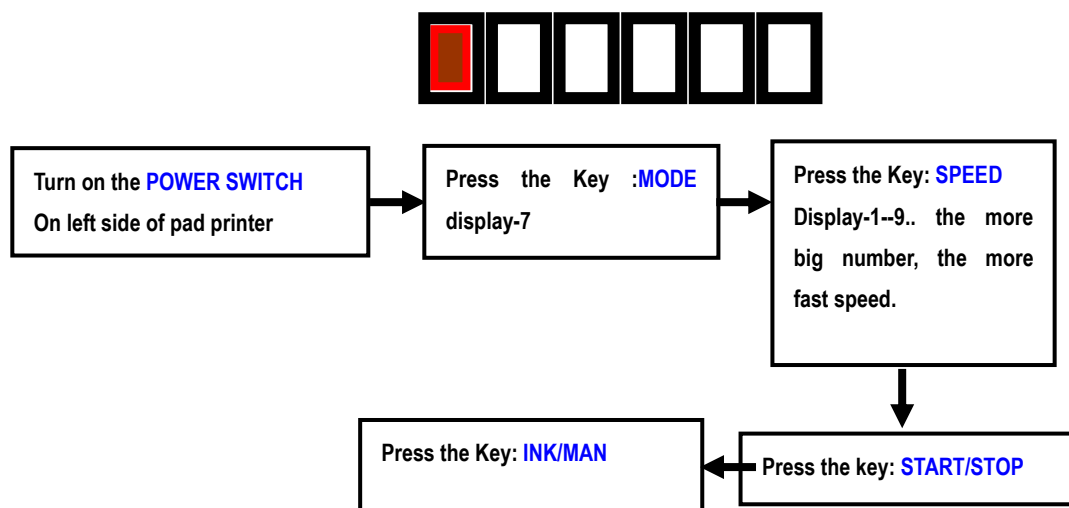 Turn on the POWER SWITCH
On left side of pad printer
Press the Key :MODE
display-7
Press the Key: SPEED
Display-1--9.. the more
big number, the more
fast speed.
Press the key: START/STOP
Press the Key: INK/MAN